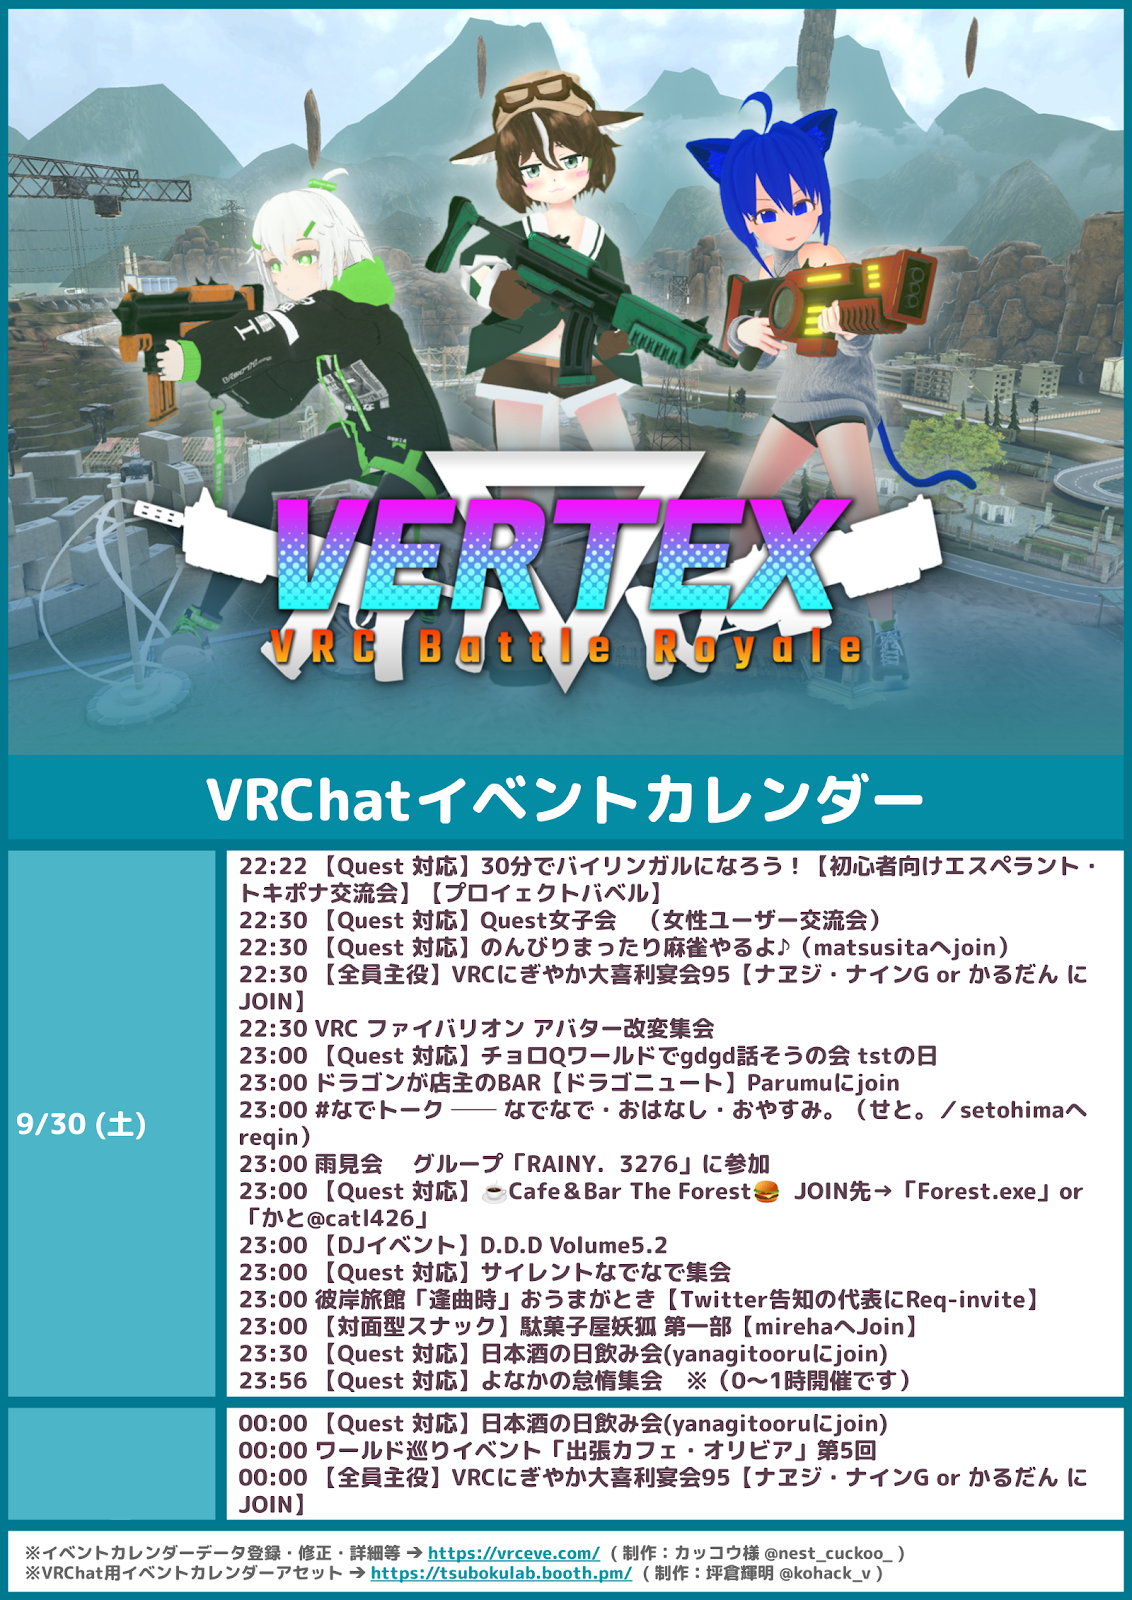 VERTEX
VRC Battle Royale
VRChatイベントカレンダー
9/30 (土)
22:22 【Quest 対応】30分でバイリンガルになろう！【初心者向けエスペラント・
トキポナ交流会】【プロイェクトバベル】
22:30 【Quest 対応】Quest女子会　（女性ユーザー交流会）
22:30 【Quest 対応】のんびりまったり麻雀やるよ♪（matsusitaへjoin）
22:30 【全員主役】VRCにぎやか大喜利宴会95【ナヱジ・ナインG or かるだん に
JOIN】
22:30 VRC ファイバリオン アバター改変集会
23:00 【Quest 対応】チョロQワールドでgdgd話そうの会 tstの日
23:00 ドラゴンが店主のBAR【ドラゴニュート】Parumuにjoin
23:00 #なでトーク ―― なでなで・おはなし・おやすみ。（せと。／setohimaへ
reqin）
23:00 雨見会　グループ「RAINY．3276」に参加
23:00 【Quest 対応】☕Cafe＆Bar The Forest🍔 JOIN先→「Forest.exe」or
「かと@catl426」
23:00 【DJイベント】D.D.D Volume5.2
23:00 【Quest 対応】サイレントなでなで集会
23:00 彼岸旅館「逢曲時」おうまがとき【Twitter告知の代表にReq-invite】
23:00 【対面型スナック】駄菓子屋妖狐 第一部【mirehaへJoin】
23:30 【Quest 対応】日本酒の日飲み会(yanagitooruにjoin)
23:56 【Quest 対応】よなかの怠惰集会　※（0〜1時開催です）
00:00 【Quest 対応】日本酒の日飲み会(yanagitooruにjoin)
00:00 ワールド巡りイベント「出張カフェ・オリビア」第5回
00:00 【全員主役】VRCにぎやか大喜利宴会95【ナヱジ・ナインG or かるだん に
JOIN】
※イベントカレンダーデータ登録・修正・詳細等 ➔ https://vrceve.com/ （制作：カッコウ様 @nest_cuckoo_ ）
※VRChat用イベントカレンダーアセット ➔ https://tsubokulab.booth.pm/ （制作：坪倉輝明 @kohack_v ）